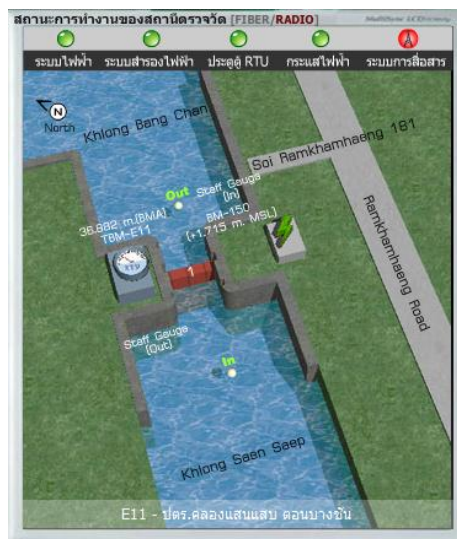 สถานะการทำงานของสถานีตรวจวัด [FIBER/RADIO]
ระบบไฟฟ้า ระบบสำรองไฟฟ้า ประตูตู้ RTU กระแสไฟฟ้า ระบบการสื่อสาร
N
North
Khlong Bang Chan
Soi Ramkhamhaeng 191
Ramkhamhaeng Road
Out
Staff Gauge
(In)
36.882 m.(BMA)
TBM-E11
BM-150
(+1.715 m. MSL)
RTU
1
Staff Gauge
(Out)
In
Khlong Saen Saep
E11 - ปตร.คลองแสนแสบ ตอนบางชัน